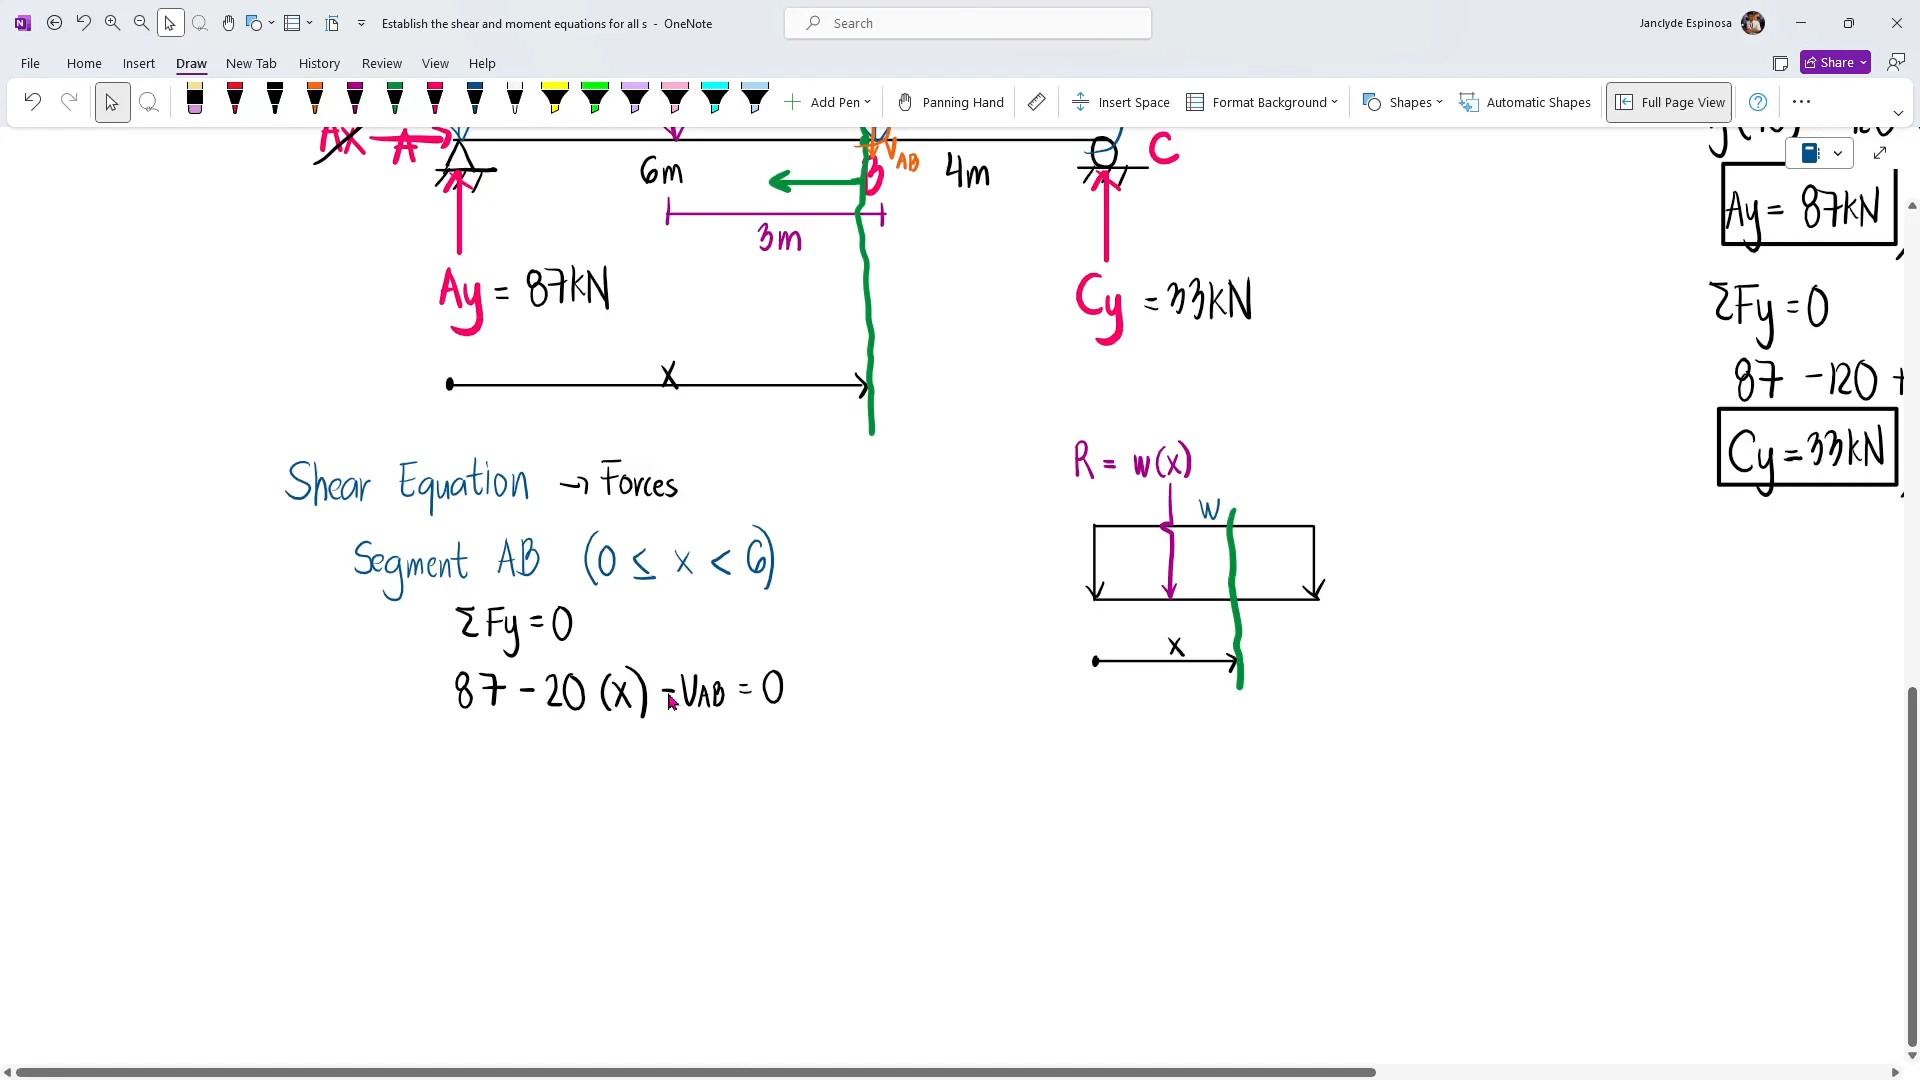 Establish the shear and moment equations for all s - OneNote
Search
Janclyde Espinosa
File Home Insert Draw New Tab History Review View Help
Share
Add Pen Panning Hand Insert Space Format Background Shapes Automatic Shapes Full Page View
Ax A
6m
VAB
B
4m
C
3m
Ay = 87kN
Cy = 33kN
x
Shear Equation → Forces
Segment AB (0 ≤ x < 6)
ΣFy = 0
87 - 20 (x) - VAB = 0
R = w(x)
w
x
Ay = 87kN
ΣFy = 0
87 - 120 +
Cy = 33kN